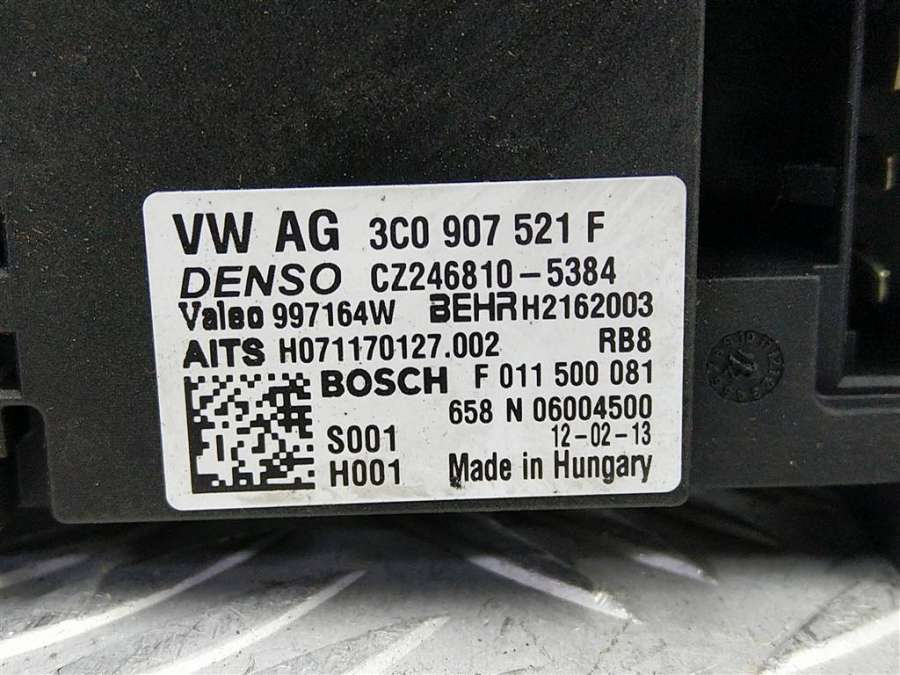 VW AG 3C0 907 521 F
DENSO CZ246810-5384
Valeo 997164W BEHR H2162003
AITS H071170127.002 RB8
BOSCH F 011 500 081
658 N 06004500
S001 12-02-13
H001 Made in Hungary